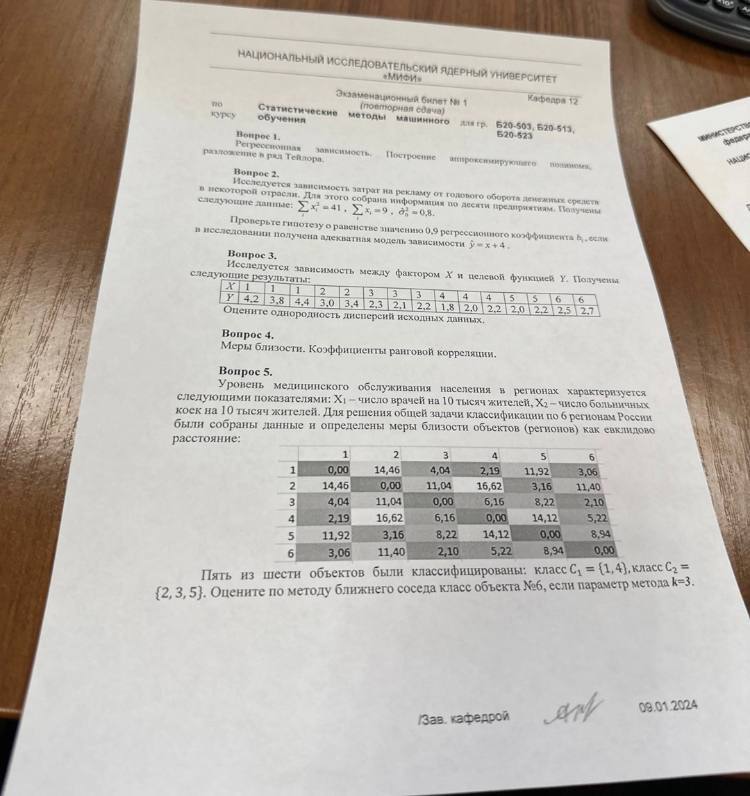 НАЦИОНАЛЬНЫЙ ИССЛЕДОВАТЕЛЬСКИЙ ЯДЕРНЫЙ УНИВЕРСИТЕТ
«МИФИ»
Экзаменационный билет № 1 Кафедра 12
(повторная сдача)
по курсу Статистические методы машинного обучения для гр. Б20-503, Б20-513, Б20-523
Вопрос 1.
Регрессионная зависимость. Построение аппроксимирующего полинома,
разложение в ряд Тейлора.
Вопрос 2.
Исследуется зависимость затрат на рекламу от годового оборота денежных средств
в некоторой отрасли. Для этого собрана информация по десяти предприятиям. Получены
следующие данные: ∑ᵢ xᵢ² = 41 , ∑ᵢ xᵢ = 9 , σ̂₀² = 0,8.
Проверьте гипотезу о равенстве значению 0,9 регрессионного коэффициента b₁, если
в исследовании получена адекватная модель зависимости ŷ = x + 4 .
Вопрос 3.
Исследуется зависимость между фактором X и целевой функцией Y. Получены
следующие результаты:
X 1 1 1 2 2 3 3 3 4 4 4 5 5 6 6
Y 4,2 3,8 4,4 3,0 3,4 2,3 2,1 2,2 1,8 2,0 2,2 2,0 2,2 2,5 2,7
Оцените однородность дисперсий исходных данных.
Вопрос 4.
Меры близости. Коэффициенты ранговой корреляции.
Вопрос 5.
Уровень медицинского обслуживания населения в регионах характеризуется
следующими показателями: X₁ – число врачей на 10 тысяч жителей, X₂ – число больничных
коек на 10 тысяч жителей. Для решения общей задачи классификации по 6 регионам России
были собраны данные и определены меры близости объектов (регионов) как евклидово
расстояние:
1 2 3 4 5 6
1 0,00 14,46 4,04 2,19 11,92 3,06
2 14,46 0,00 11,04 16,62 3,16 11,40
3 4,04 11,04 0,00 6,16 8,22 2,10
4 2,19 16,62 6,16 0,00 14,12 5,22
5 11,92 3,16 8,22 14,12 0,00 8,94
6 3,06 11,40 2,10 5,22 8,94 0,00
Пять из шести объектов были классифицированы: класс C₁ = {1, 4}, класс C₂ =
{2, 3, 5}. Оцените по методу ближнего соседа класс объекта №6, если параметр метода k=3.
/Зав. кафедрой 09.01.2024
МИНИСТЕРСТВО